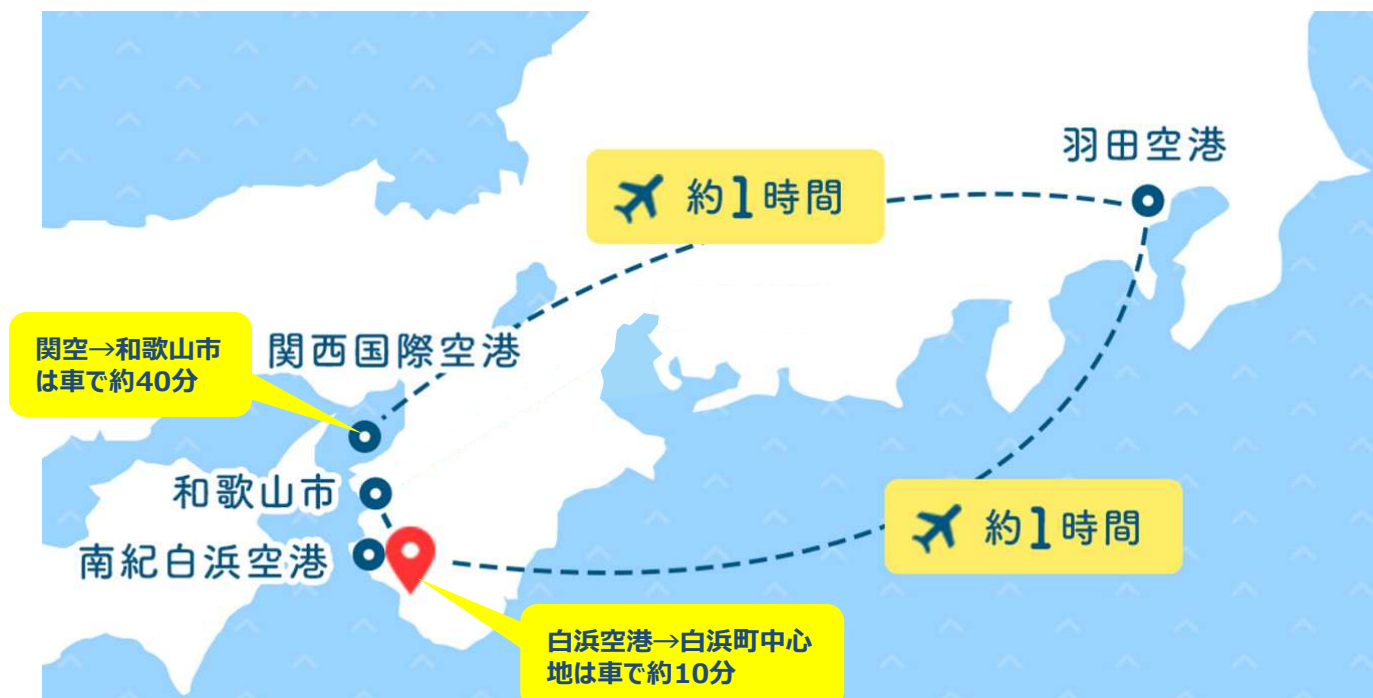 羽田空港
約1時間
関空→和歌山市
は車で約40分
関西国際空港
和歌山市
約1時間
南紀白浜空港
白浜空港→白浜町中心
地は車で約10分